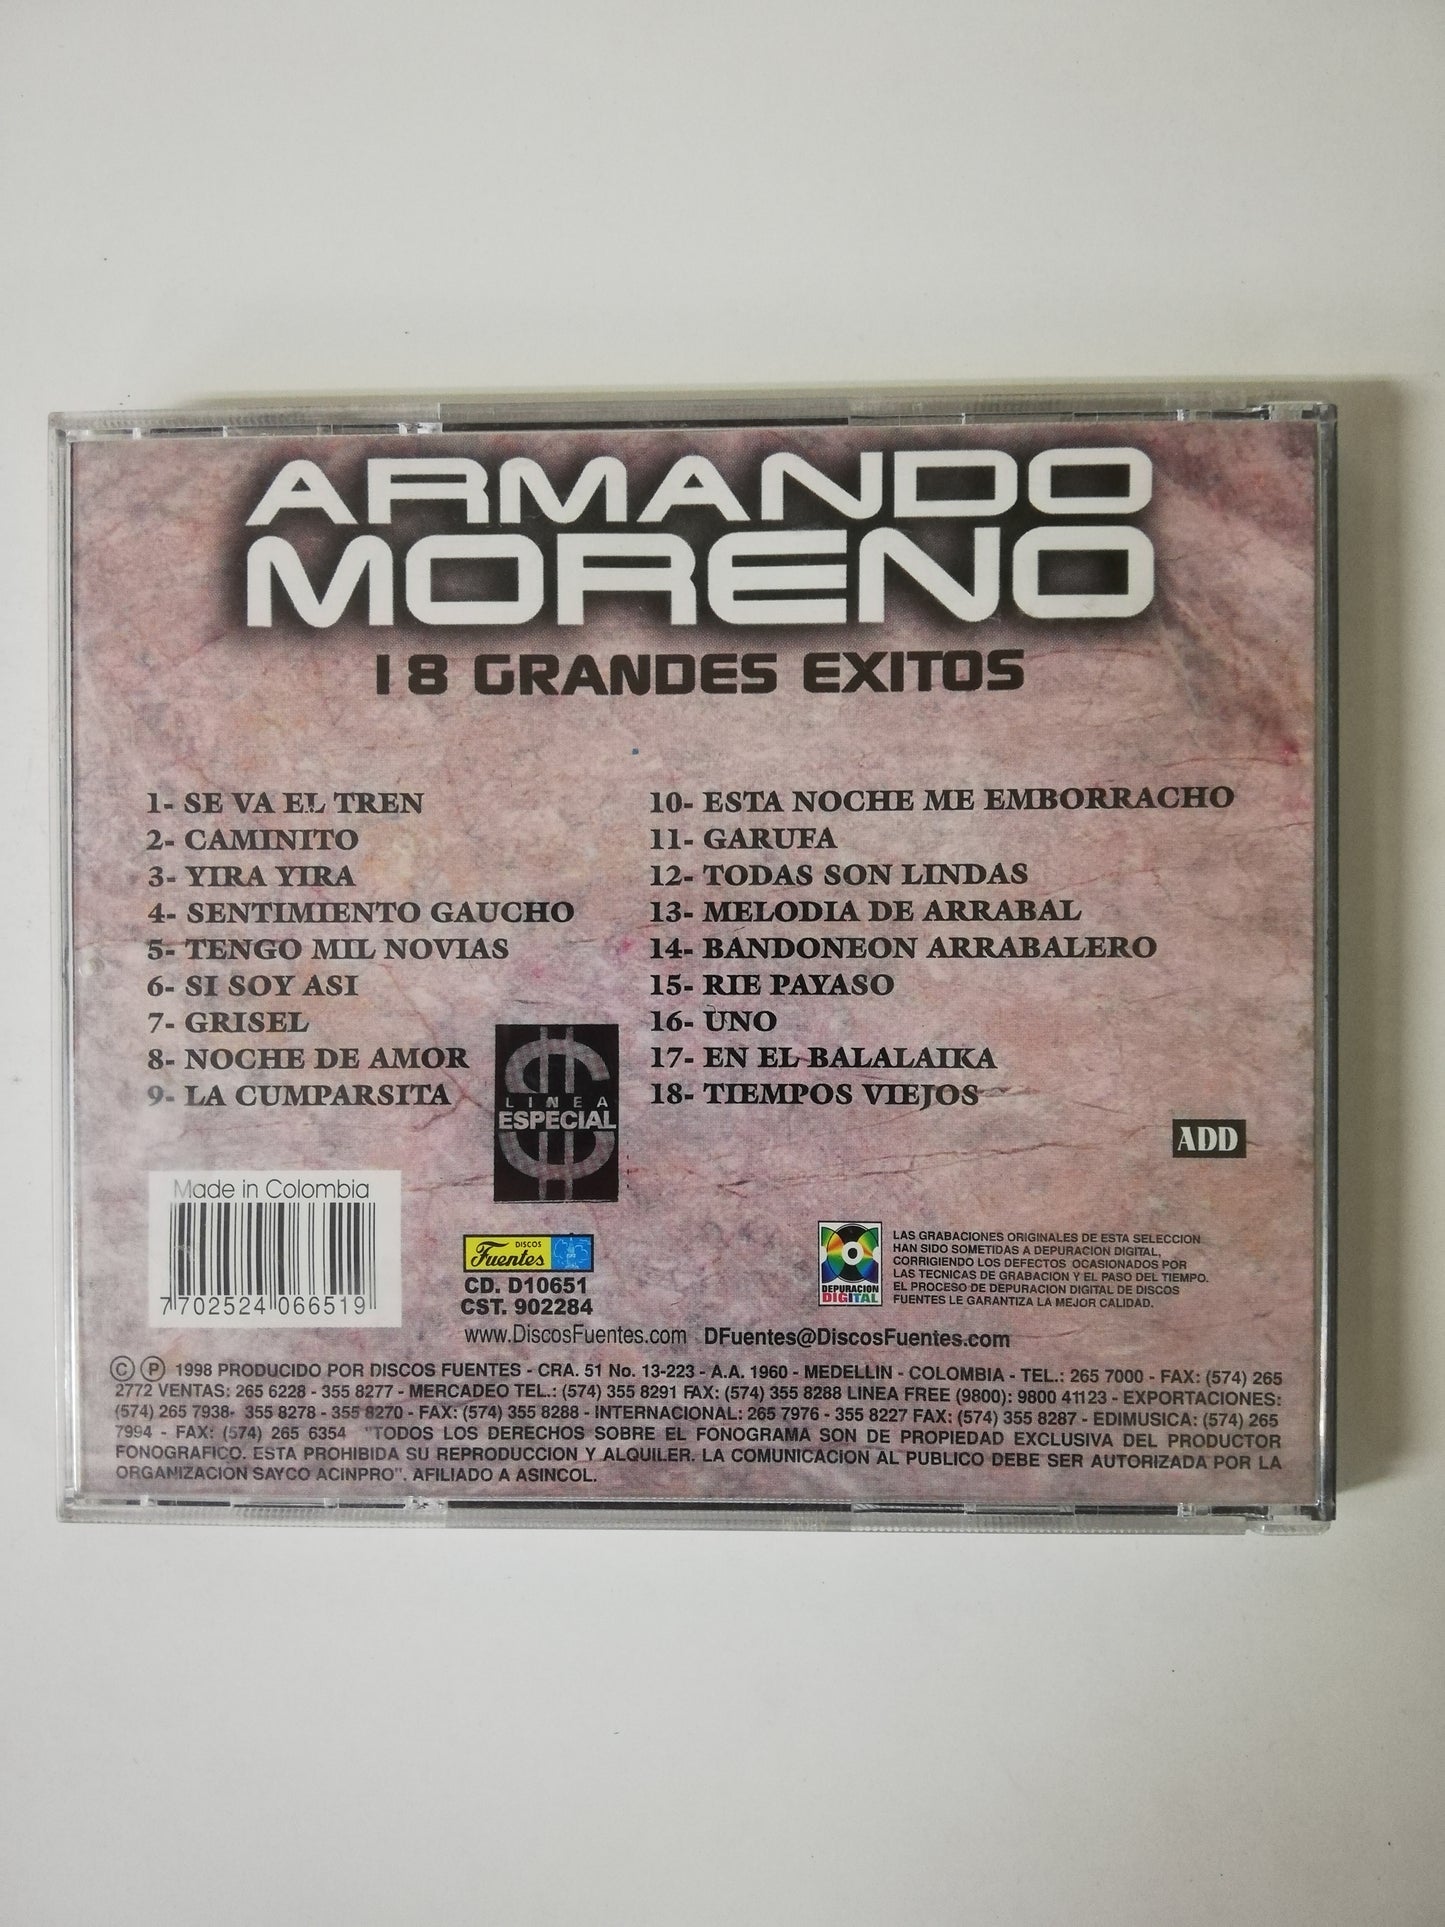 ARMANDO
MORENO
18 GRANDES EXITOS
1- SE VA EL TREN
2- CAMINITO
3- YIRA YIRA
4- SENTIMIENTO GAUCHO
5- TENGO MIL NOVIAS
6- SI SOY ASI
7- GRISEL
8- NOCHE DE AMOR
9- LA CUMPARSITA
10- ESTA NOCHE ME EMBORRACHO
11- GARUFA
12- TODAS SON LINDAS
13- MELODIA DE ARRABAL
14- BANDONEON ARRABALERO
15- RIE PAYASO
16- UNO
17- EN EL BALALAIKA
18- TIEMPOS VIEJOS
LINEA
ESPECIAL
ADD
Made in Colombia
7702524066519
DISCOS
Fuentes
CD. D10651
CST. 902284
DEPURACION
DIGITAL
LAS GRABACIONES ORIGINALES DE ESTA SELECCION
HAN SIDO SOMETIDAS A DEPURACION DIGITAL,
CORRIGIENDO LOS DEFECTOS OCASIONADOS POR
LAS TECNICAS DE GRABACION Y EL PASO DEL TIEMPO.
EL PROCESO DE DEPURACION DIGITAL DE DISCOS
FUENTES LE GARANTIZA LA MEJOR CALIDAD.
www.DiscosFuentes.com DFuentes@DiscosFuentes.com
© ℗ 1998 PRODUCIDO POR DISCOS FUENTES - CRA. 51 No. 13-223 - A.A. 1960 - MEDELLIN - COLOMBIA - TEL.: 265 7000 - FAX: (574) 265
2772 VENTAS: 265 6228 - 355 8277 - MERCADEO TEL.: (574) 355 8291 FAX: (574) 355 8288 LINEA FREE (9800): 9800 41123 - EXPORTACIONES:
(574) 265 7938- 355 8278 - 355 8270 - FAX: (574) 355 8288 - INTERNACIONAL: 265 7976 - 355 8227 FAX: (574) 355 8287 - EDIMUSICA: (574) 265
7994 - FAX: (574) 265 6354 "TODOS LOS DERECHOS SOBRE EL FONOGRAMA SON DE PROPIEDAD EXCLUSIVA DEL PRODUCTOR
FONOGRAFICO. ESTA PROHIBIDA SU REPRODUCCION Y ALQUILER. LA COMUNICACION AL PUBLICO DEBE SER AUTORIZADA POR LA
ORGANIZACION SAYCO ACINPRO". AFILIADO A ASINCOL.